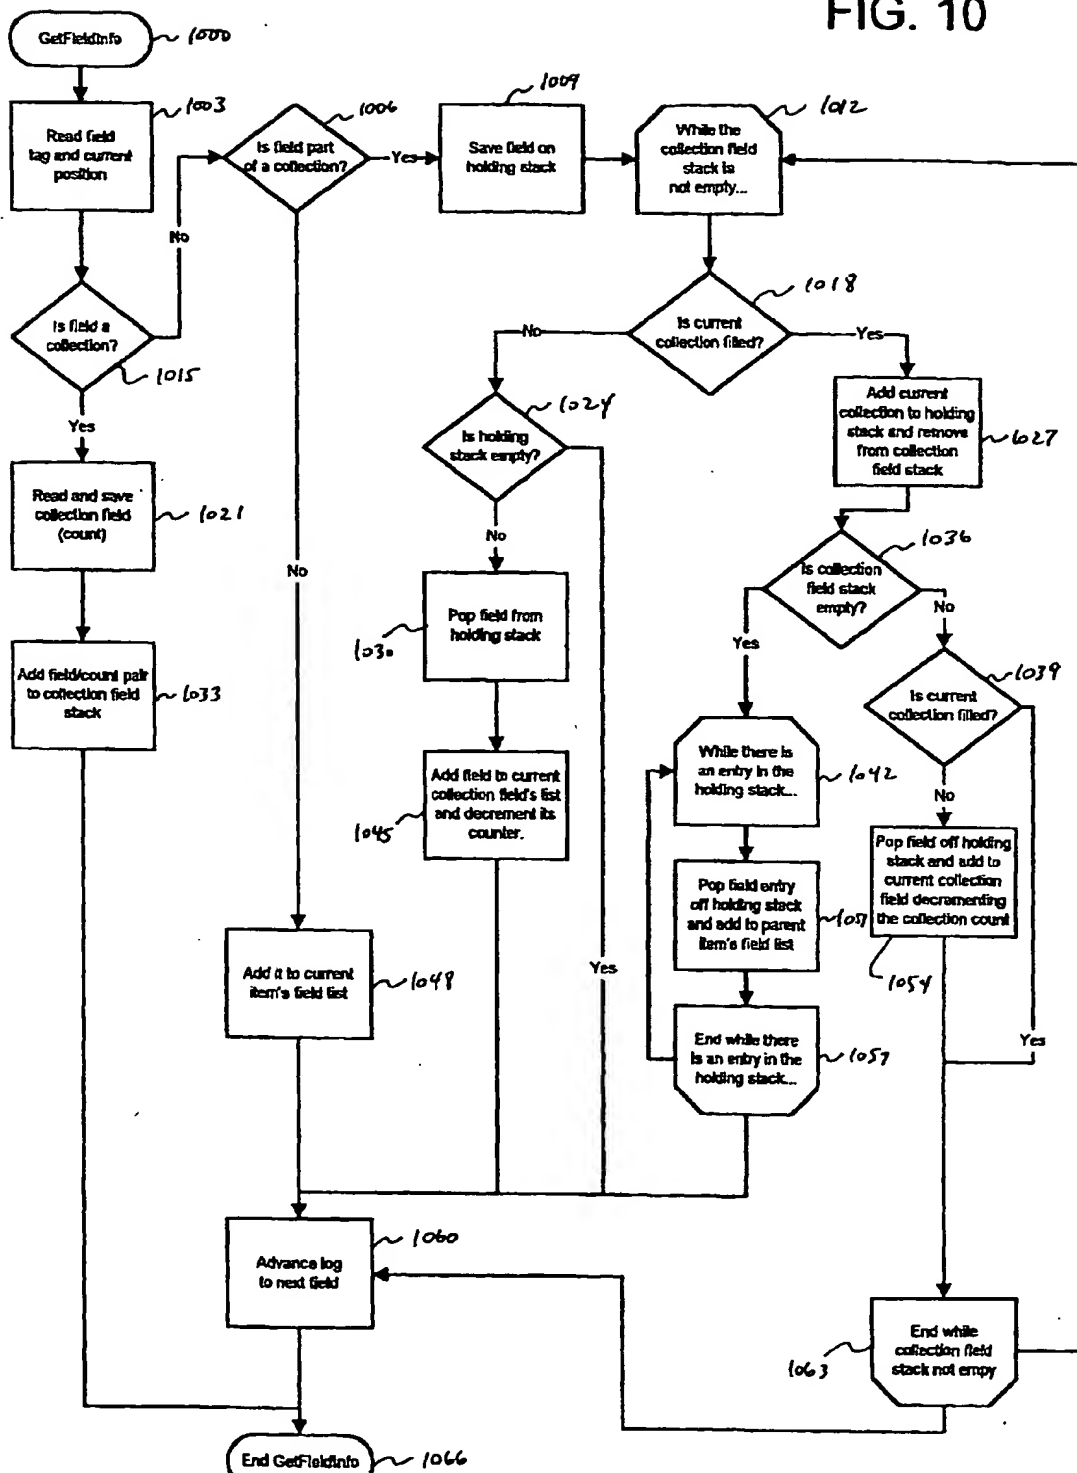 FIG. 10
GetFieldInfo
1000
Read field
tag and current
position
1003
Is field part
of a collection?
1006
Yes
Save field on
holding stack
1009
While the
collection field
stack is
not empty...
1012
No
Is field a
collection?
1015
Is current
collection filled?
1018
No
Yes
Yes
Is holding
stack empty?
1024
Add current
collection to holding
stack and remove
from collection
field stack
1027
Read and save
collection field
(count)
1021
No
No
Is collection
field stack
empty?
1036
Yes
No
Pop field from
holding stack
1030
Add field/count pair
to collection field
stack
1033
Is current
collection filled?
1039
While there is
an entry in the
holding stack...
1042
No
Add field to current
collection field's list
and decrement its
counter.
1045
Pop field off holding
stack and add to
current collection
field decramenting
the collection count
1054
Pop field entry
off holding stack
and add to parent
item's field list
1051
Add it to current
item's field list
1048
Yes
Yes
End while there
is an entry in the
holding stack...
1057
Advance log
to next field
1060
End while
collection field
stack not empy
1063
End GetFieldInfo
1066